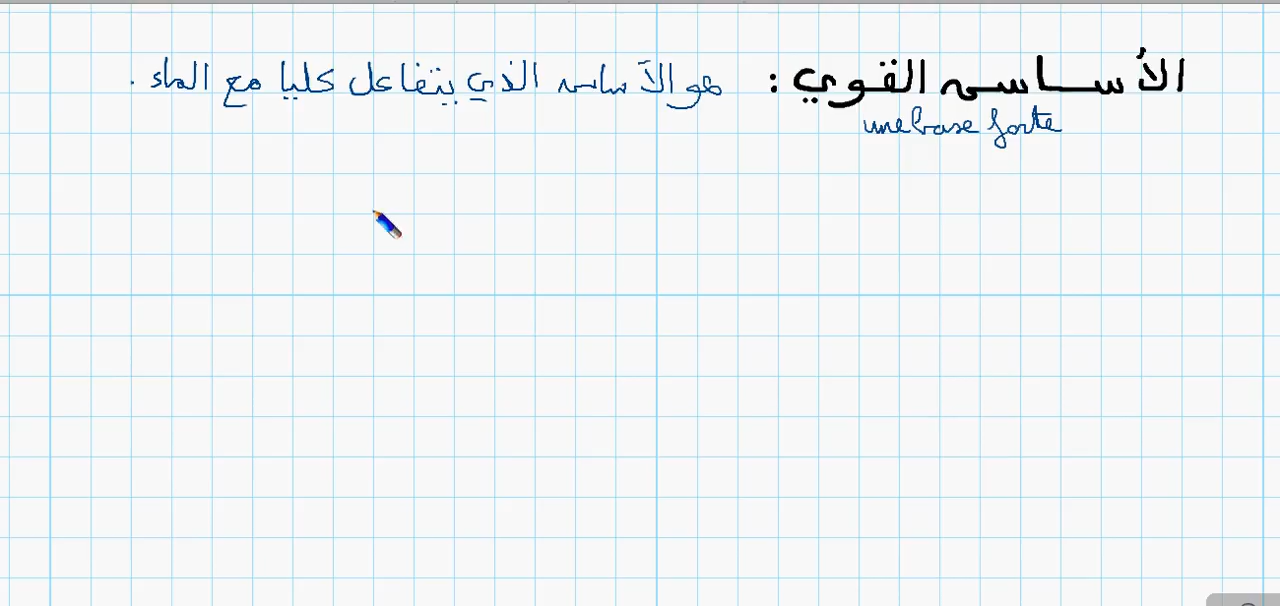 الأساس القوي : هو الأساس الذي يتفاعل كليا مع الماء .
une base forte